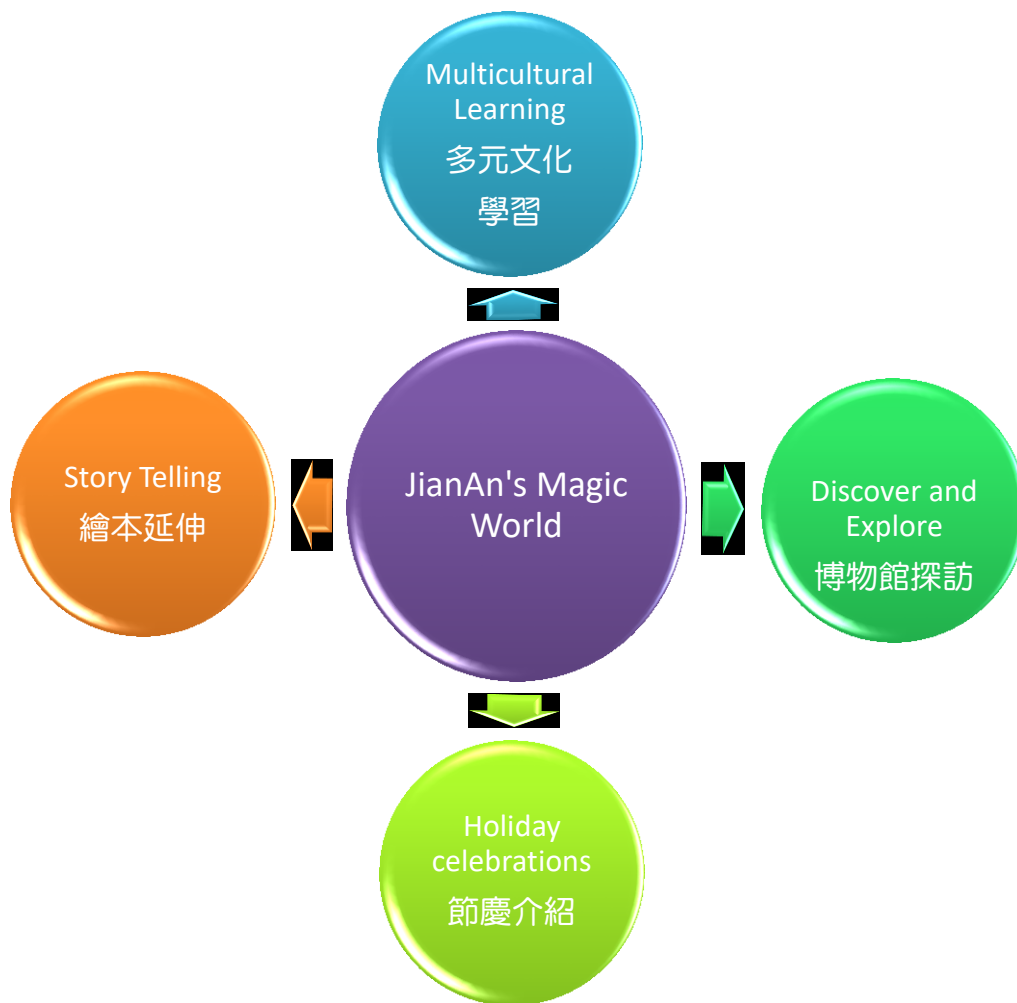 Multicultural
Learning
多元文化
學習
Story Telling
繪本延伸
JianAn's Magic
World
Discover and
Explore
博物館探訪
Holiday
celebrations
節慶介紹